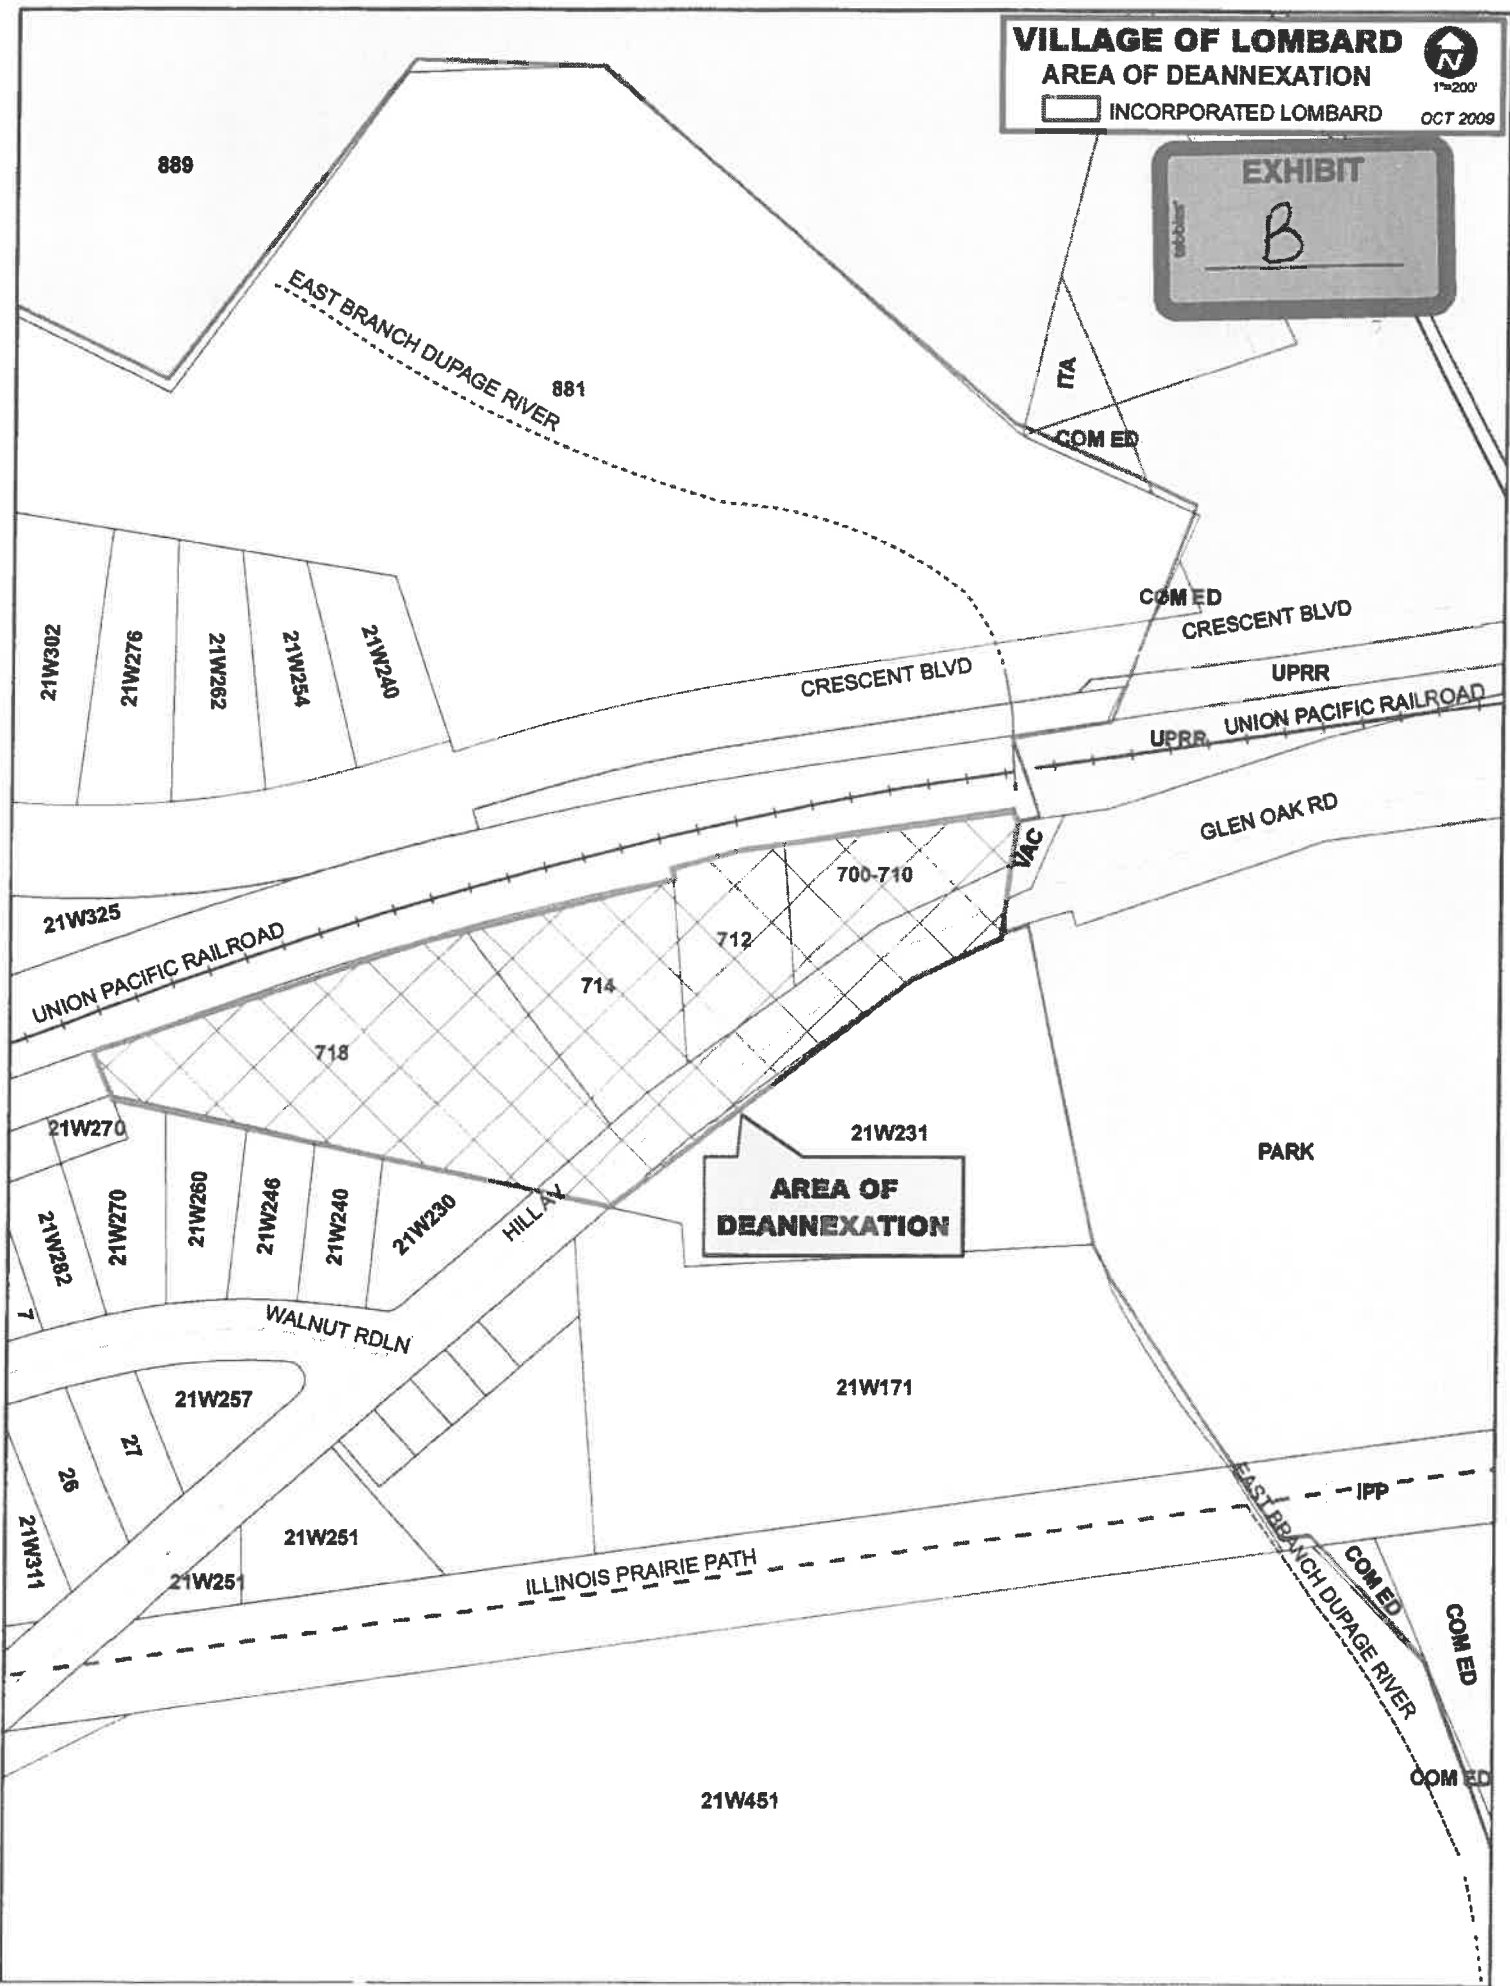 VILLAGE OF LOMBARD
AREA OF DEANNEXATION
INCORPORATED LOMBARD
N
1"=200'
OCT 2009
EXHIBIT
tabbies'
B
889
EAST BRANCH DUPAGE RIVER
881
ITA
COM ED
COM ED
CRESCENT BLVD
CRESCENT BLVD
21W302
21W276
21W262
21W254
21W240
UPRR
UNION PACIFIC RAILROAD
UPRR
GLEN OAK RD
VAC
700-710
21W325
UNION PACIFIC RAILROAD
712
714
718
21W270
21W231
PARK
AREA OF
DEANNEXATION
21W282
21W270
21W260
21W246
21W240
21W230
HILL AV
7
WALNUT RDLN
21W257
21W171
27
26
21W311
21W251
21W251
EAST BRANCH DUPAGE RIVER
IPP
ILLINOIS PRAIRIE PATH
COM ED
COM ED
COM ED
21W451